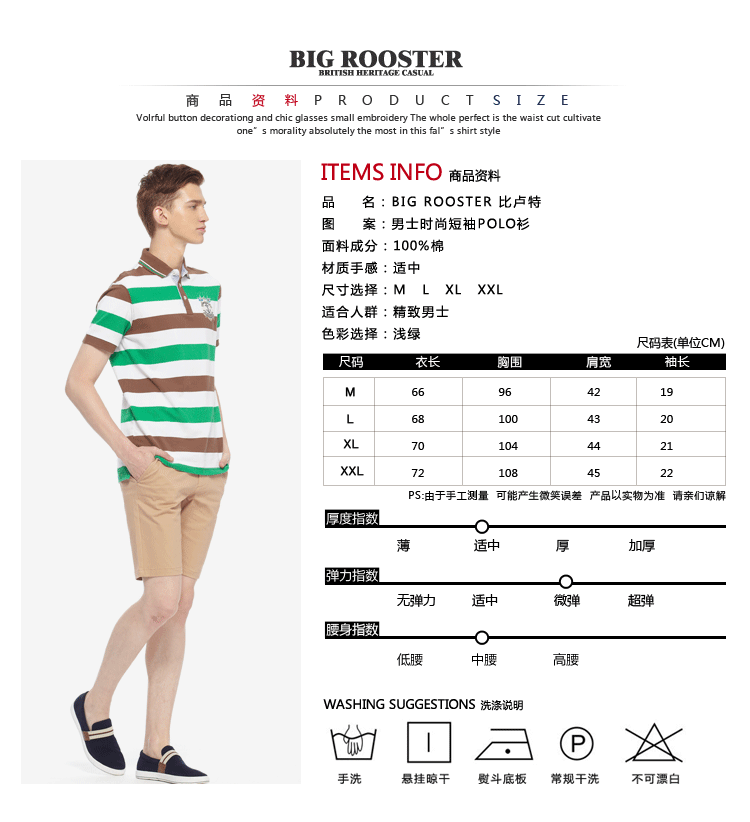 BIG ROOSTER
BRITISH HERITAGE CASUAL
商品资料PRODUCT SIZE
Volrful button decorationg and chic glasses small embroidery The whole perfect is the waist cut cultivate
one”s morality absolutely the most in this fal”s shirt style
ITEMS INFO 商品资料
品 名：BIG ROOSTER 比卢特
图 案：男士时尚短袖POLO衫
面料成分：100%棉
材质手感：适中
尺寸选择：M L XL XXL
适合人群：精致男士
色彩选择：浅绿
尺码表(单位CM)
尺码 衣长 胸围 肩宽 袖长
M 66 96 42 19
L 68 100 43 20
XL 70 104 44 21
XXL 72 108 45 22
PS:由于手工测量 可能产生微笑误差 产品以实物为准 请亲们谅解
厚度指数
薄 适中 厚 加厚
弹力指数
无弹力 适中 微弹 超弹
腰身指数
低腰 中腰 高腰
WASHING SUGGESTIONS 洗涤说明
P
手洗 悬挂晾干 熨斗底板 常规干洗 不可漂白